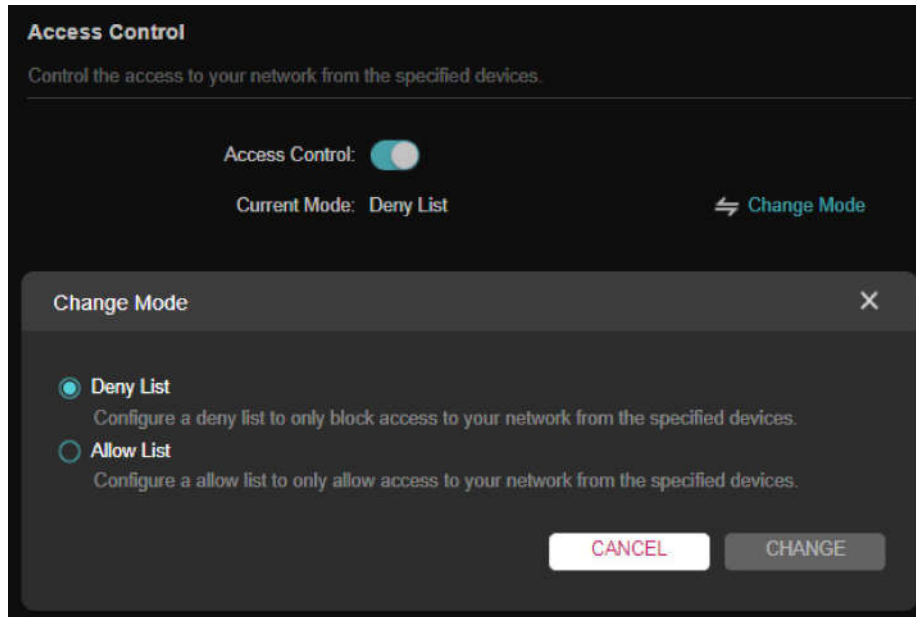 Access Control
Control the access to your network from the specified devices.
Access Control:
Current Mode: Deny List Change Mode
Change Mode
Deny List
Configure a deny list to only block access to your network from the specified devices.
Allow List
Configure a allow list to only allow access to your network from the specified devices.
CANCEL CHANGE